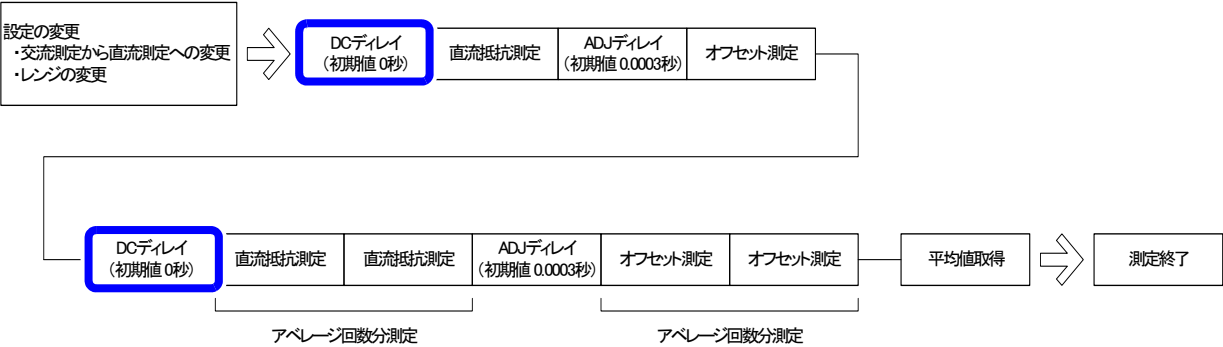 設定の変更
・交流測定から直流測定への変更
・レンジの変更
DCディレイ
（初期値 0秒）
直流抵抗測定
ADJディレイ
（初期値 0.0003秒）
オフセット測定
DCディレイ
（初期値 0秒）
直流抵抗測定
直流抵抗測定
ADJディレイ
（初期値 0.0003秒）
オフセット測定
オフセット測定
平均値取得
測定終了
アベレージ回数分測定
アベレージ回数分測定